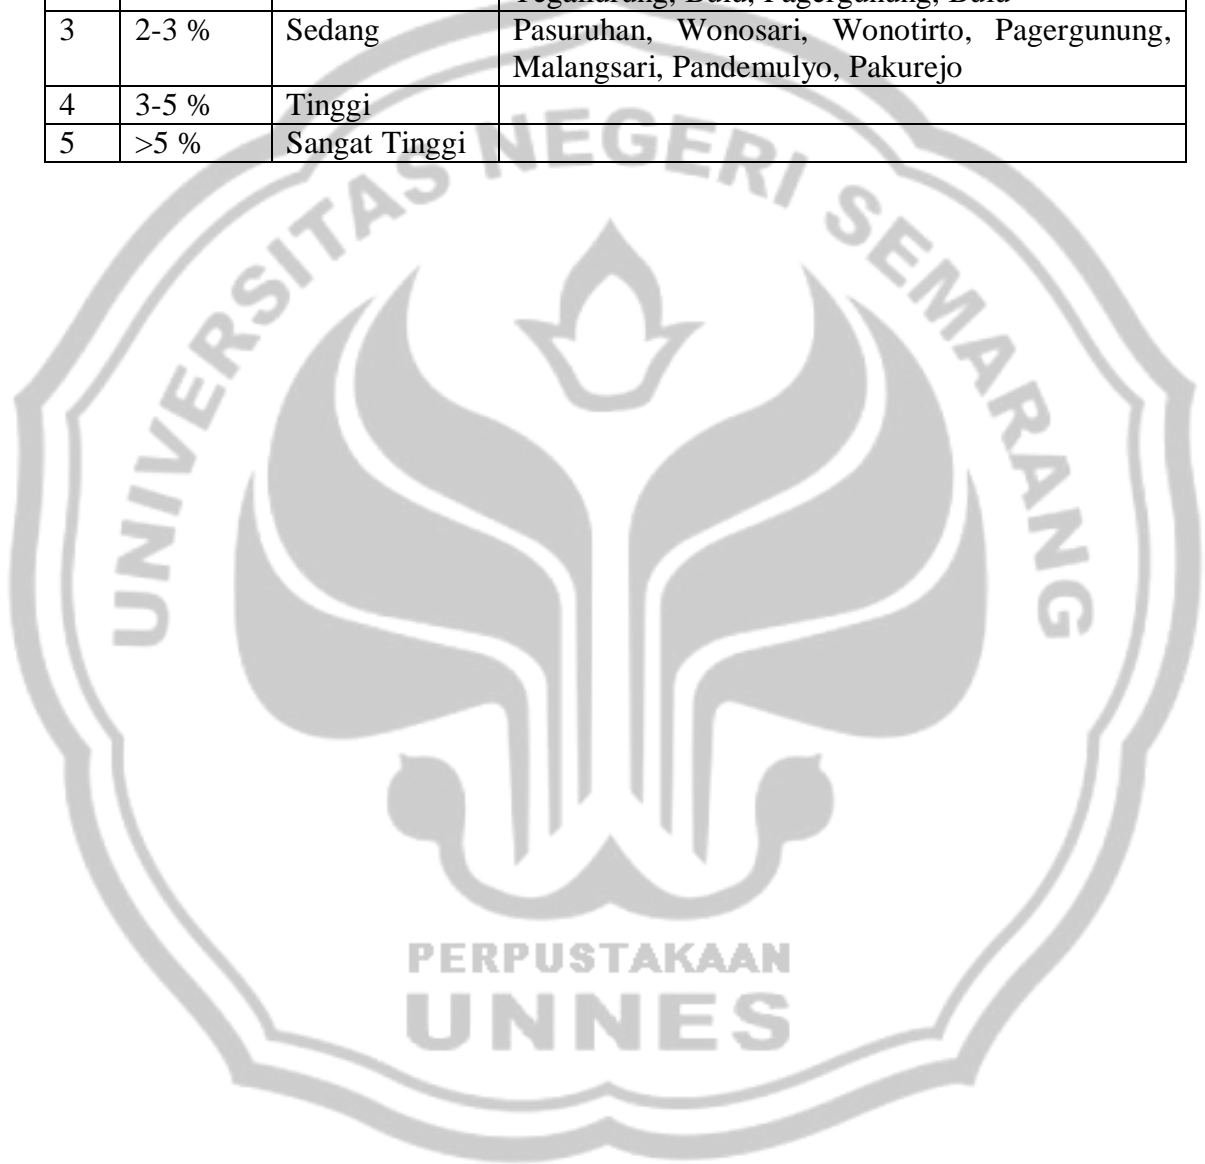 3 2-3 % Sedang Pasuruhan, Wonosari, Wonotirto, Pagergunung,
Malangsari, Pandemulyo, Pakurejo
4 3-5 % Tinggi
5 >5 % Sangat Tinggi
UNIVERSITAS NEGERI SEMARANG
PERPUSTAKAAN
UNNES